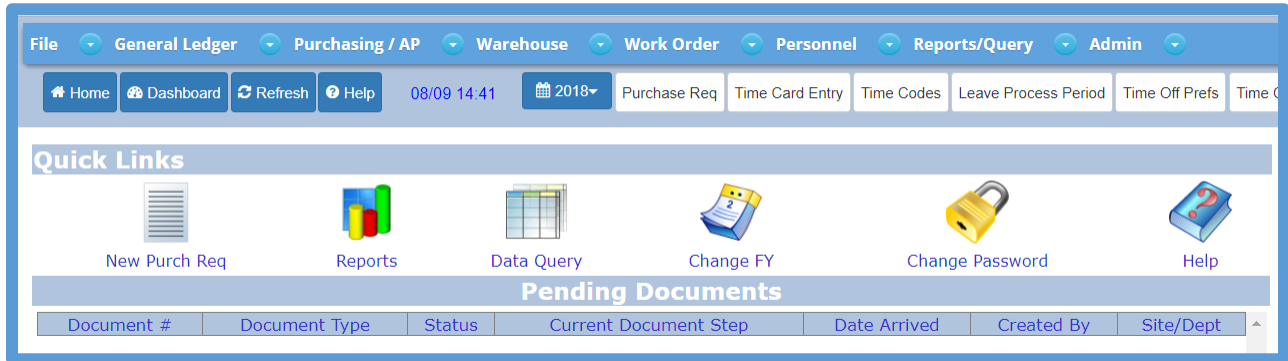 File General Ledger Purchasing / AP Warehouse Work Order Personnel Reports/Query Admin
Home Dashboard Refresh Help 08/09 14:41 2018 Purchase Req Time Card Entry Time Codes Leave Process Period Time Off Prefs Time
Quick Links
2
New Purch Req Reports Data Query Change FY Change Password Help
Pending Documents
Document # Document Type Status Current Document Step Date Arrived Created By Site/Dept